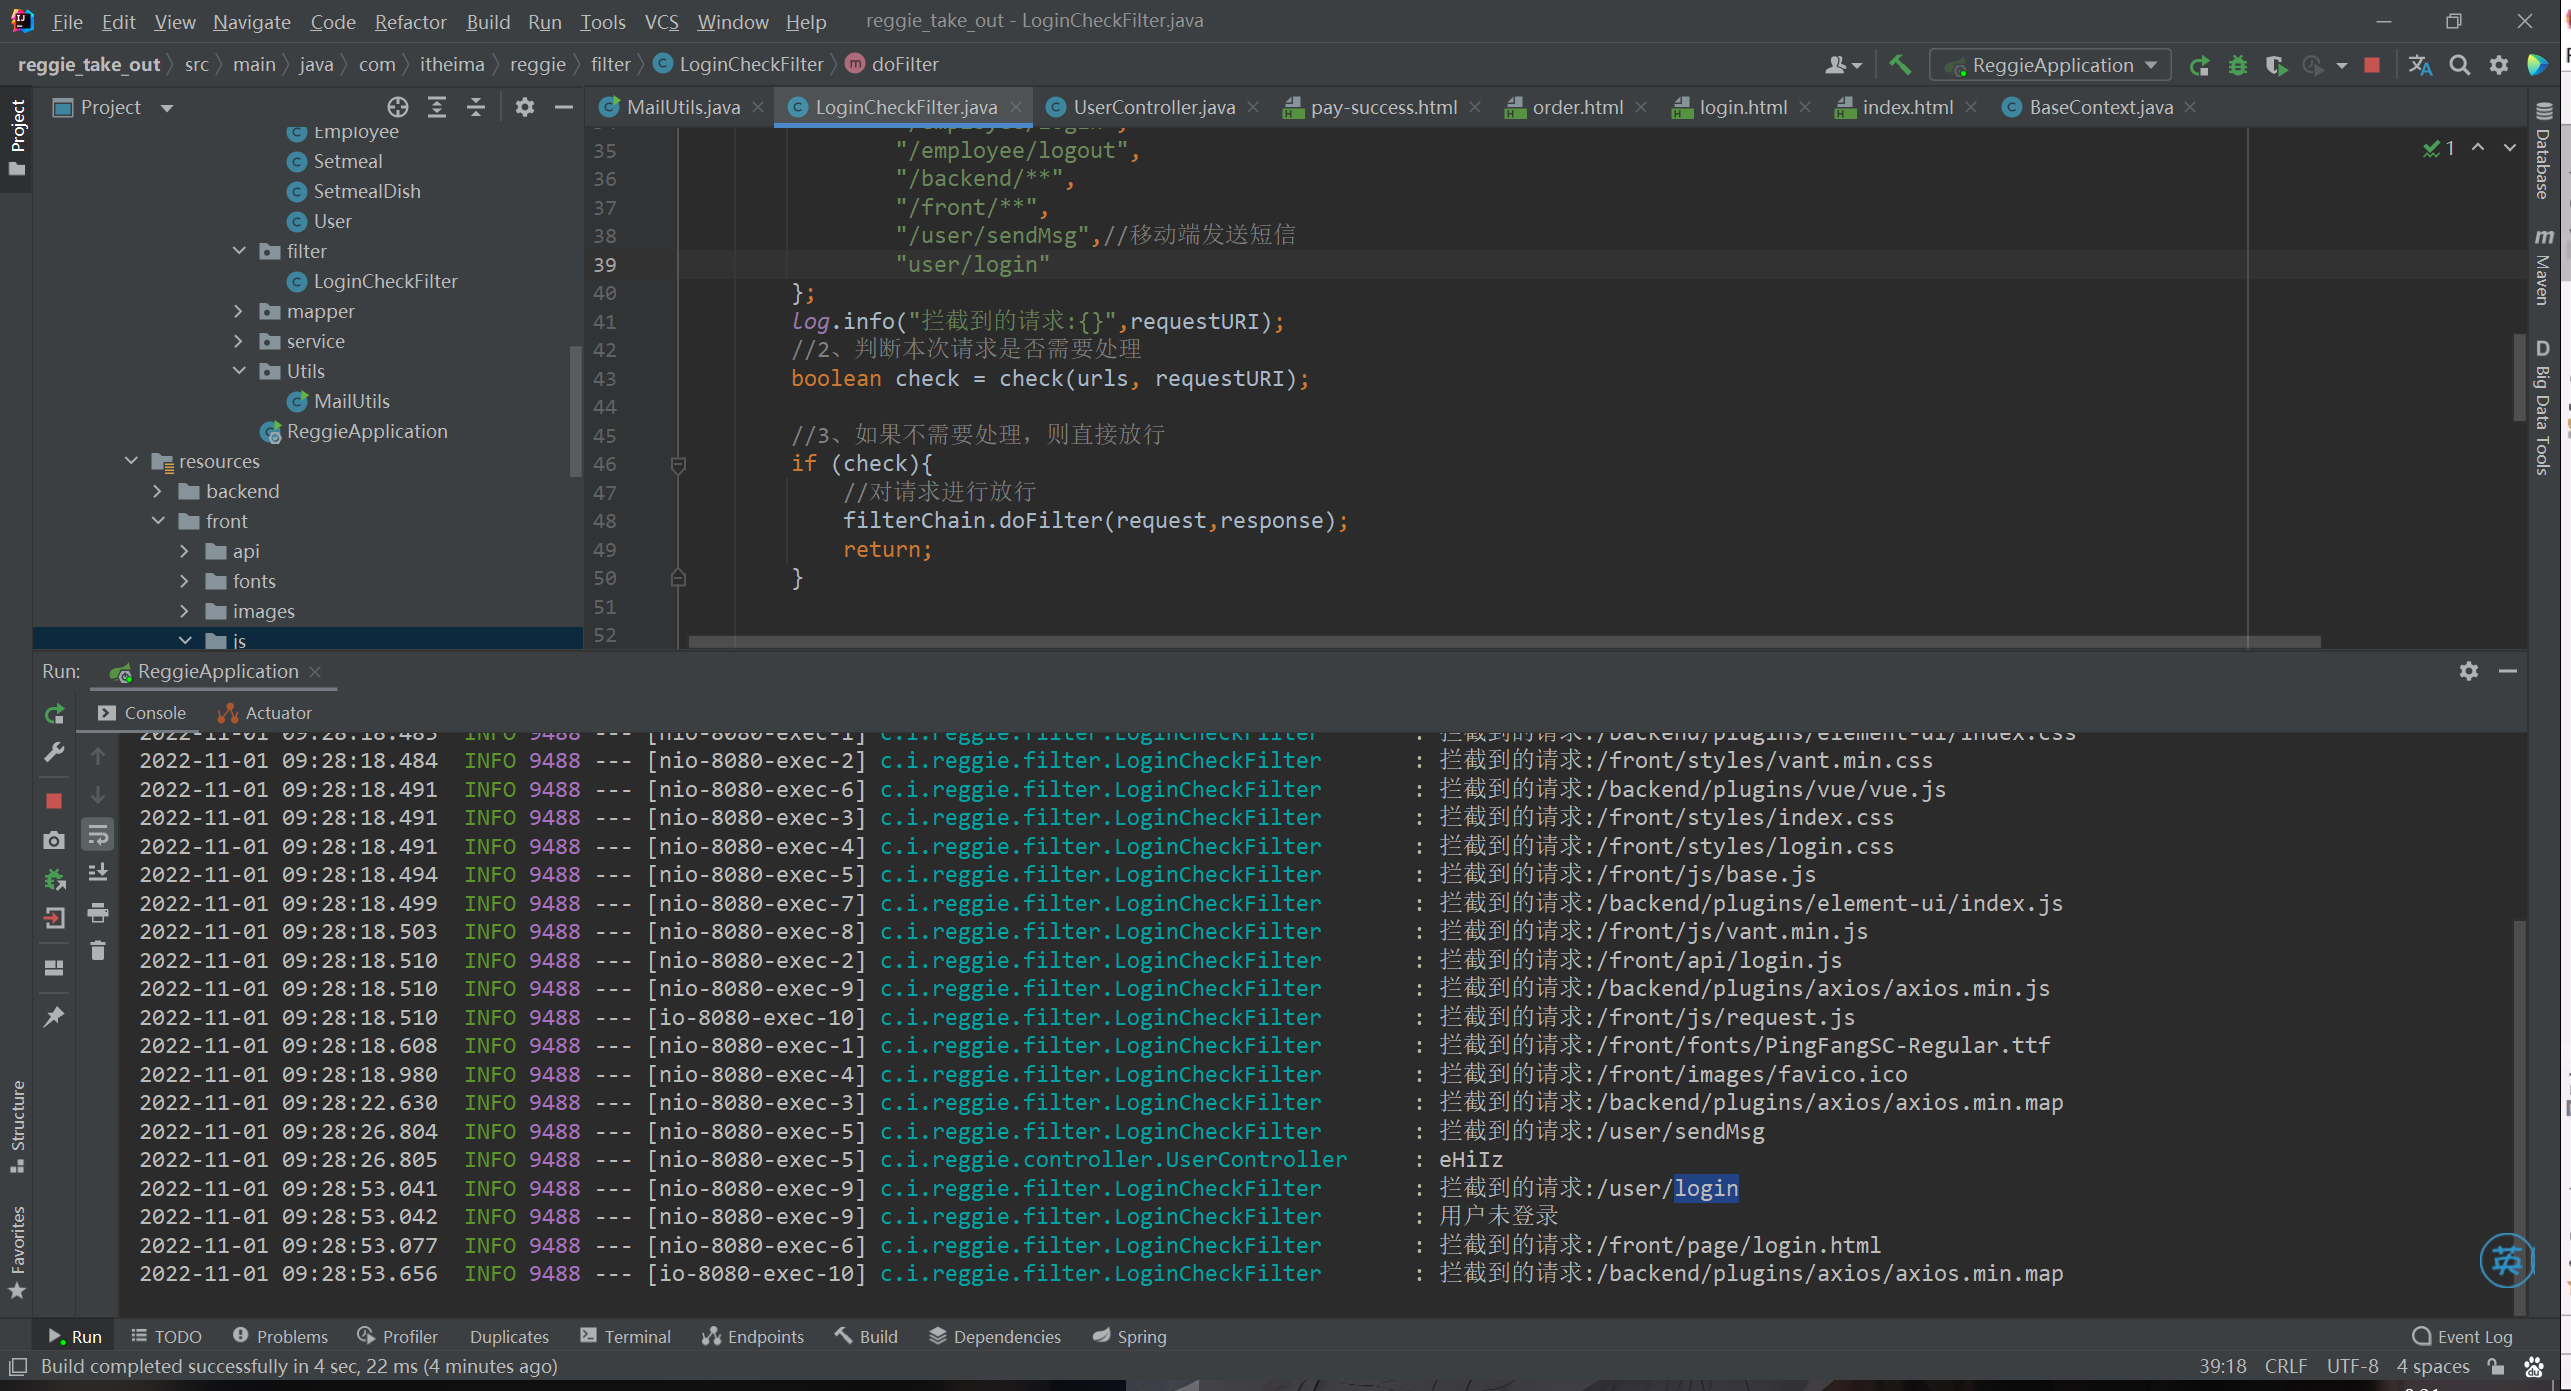 File Edit View Navigate Code Refactor Build Run Tools VCS Window Help reggie_take_out - LoginCheckFilter.java
reggie_take_out src main java com itheima reggie filter LoginCheckFilter doFilter ReggieApplication
Project
MailUtils.java LoginCheckFilter.java UserController.java pay-success.html order.html login.html index.html BaseContext.java
Project
Employee
Setmeal
SetmealDish
User
filter
LoginCheckFilter
mapper
service
Utils
MailUtils
ReggieApplication
resources
backend
front
api
fonts
images
js
"/employee/login",
35 "/employee/logout",
36 "/backend/**",
37 "/front/**",
38 "/user/sendMsg",//移动端发送短信
39 "user/login"
40 };
41 log.info("拦截到的请求:{}",requestURI);
42 //2、判断本次请求是否需要处理
43 boolean check = check(urls, requestURI);
44
45 //3、如果不需要处理，则直接放行
46 if (check){
47 //对请求进行放行
48 filterChain.doFilter(request,response);
49 return;
50 }
51
52
1
Database
Maven
Big Data Tools
Run: ReggieApplication
Console Actuator
2022-11-01 09:28:18.483 INFO 9488 --- [nio-8080-exec-1] c.i.reggie.filter.LoginCheckFilter : 拦截到的请求:/backend/plugins/element-ui/index.css
2022-11-01 09:28:18.484 INFO 9488 --- [nio-8080-exec-2] c.i.reggie.filter.LoginCheckFilter : 拦截到的请求:/front/styles/vant.min.css
2022-11-01 09:28:18.491 INFO 9488 --- [nio-8080-exec-6] c.i.reggie.filter.LoginCheckFilter : 拦截到的请求:/backend/plugins/vue/vue.js
2022-11-01 09:28:18.491 INFO 9488 --- [nio-8080-exec-3] c.i.reggie.filter.LoginCheckFilter : 拦截到的请求:/front/styles/index.css
2022-11-01 09:28:18.491 INFO 9488 --- [nio-8080-exec-4] c.i.reggie.filter.LoginCheckFilter : 拦截到的请求:/front/styles/login.css
2022-11-01 09:28:18.494 INFO 9488 --- [nio-8080-exec-5] c.i.reggie.filter.LoginCheckFilter : 拦截到的请求:/front/js/base.js
2022-11-01 09:28:18.499 INFO 9488 --- [nio-8080-exec-7] c.i.reggie.filter.LoginCheckFilter : 拦截到的请求:/backend/plugins/element-ui/index.js
2022-11-01 09:28:18.503 INFO 9488 --- [nio-8080-exec-8] c.i.reggie.filter.LoginCheckFilter : 拦截到的请求:/front/js/vant.min.js
2022-11-01 09:28:18.510 INFO 9488 --- [nio-8080-exec-2] c.i.reggie.filter.LoginCheckFilter : 拦截到的请求:/front/api/login.js
2022-11-01 09:28:18.510 INFO 9488 --- [nio-8080-exec-9] c.i.reggie.filter.LoginCheckFilter : 拦截到的请求:/backend/plugins/axios/axios.min.js
2022-11-01 09:28:18.510 INFO 9488 --- [io-8080-exec-10] c.i.reggie.filter.LoginCheckFilter : 拦截到的请求:/front/js/request.js
2022-11-01 09:28:18.608 INFO 9488 --- [nio-8080-exec-1] c.i.reggie.filter.LoginCheckFilter : 拦截到的请求:/front/fonts/PingFangSC-Regular.ttf
2022-11-01 09:28:18.980 INFO 9488 --- [nio-8080-exec-4] c.i.reggie.filter.LoginCheckFilter : 拦截到的请求:/front/images/favico.ico
2022-11-01 09:28:22.630 INFO 9488 --- [nio-8080-exec-3] c.i.reggie.filter.LoginCheckFilter : 拦截到的请求:/backend/plugins/axios/axios.min.map
2022-11-01 09:28:26.804 INFO 9488 --- [nio-8080-exec-5] c.i.reggie.filter.LoginCheckFilter : 拦截到的请求:/user/sendMsg
2022-11-01 09:28:26.805 INFO 9488 --- [nio-8080-exec-5] c.i.reggie.controller.UserController : eHiIz
2022-11-01 09:28:53.041 INFO 9488 --- [nio-8080-exec-9] c.i.reggie.filter.LoginCheckFilter : 拦截到的请求:/user/login
2022-11-01 09:28:53.042 INFO 9488 --- [nio-8080-exec-9] c.i.reggie.filter.LoginCheckFilter : 用户未登录
2022-11-01 09:28:53.077 INFO 9488 --- [nio-8080-exec-6] c.i.reggie.filter.LoginCheckFilter : 拦截到的请求:/front/page/login.html
2022-11-01 09:28:53.656 INFO 9488 --- [io-8080-exec-10] c.i.reggie.filter.LoginCheckFilter : 拦截到的请求:/backend/plugins/axios/axios.min.map
Structure
Favorites
英
Run TODO Problems Profiler Duplicates Terminal Endpoints Build Dependencies Spring Event Log
Build completed successfully in 4 sec, 22 ms (4 minutes ago) 39:18 CRLF UTF-8 4 spaces